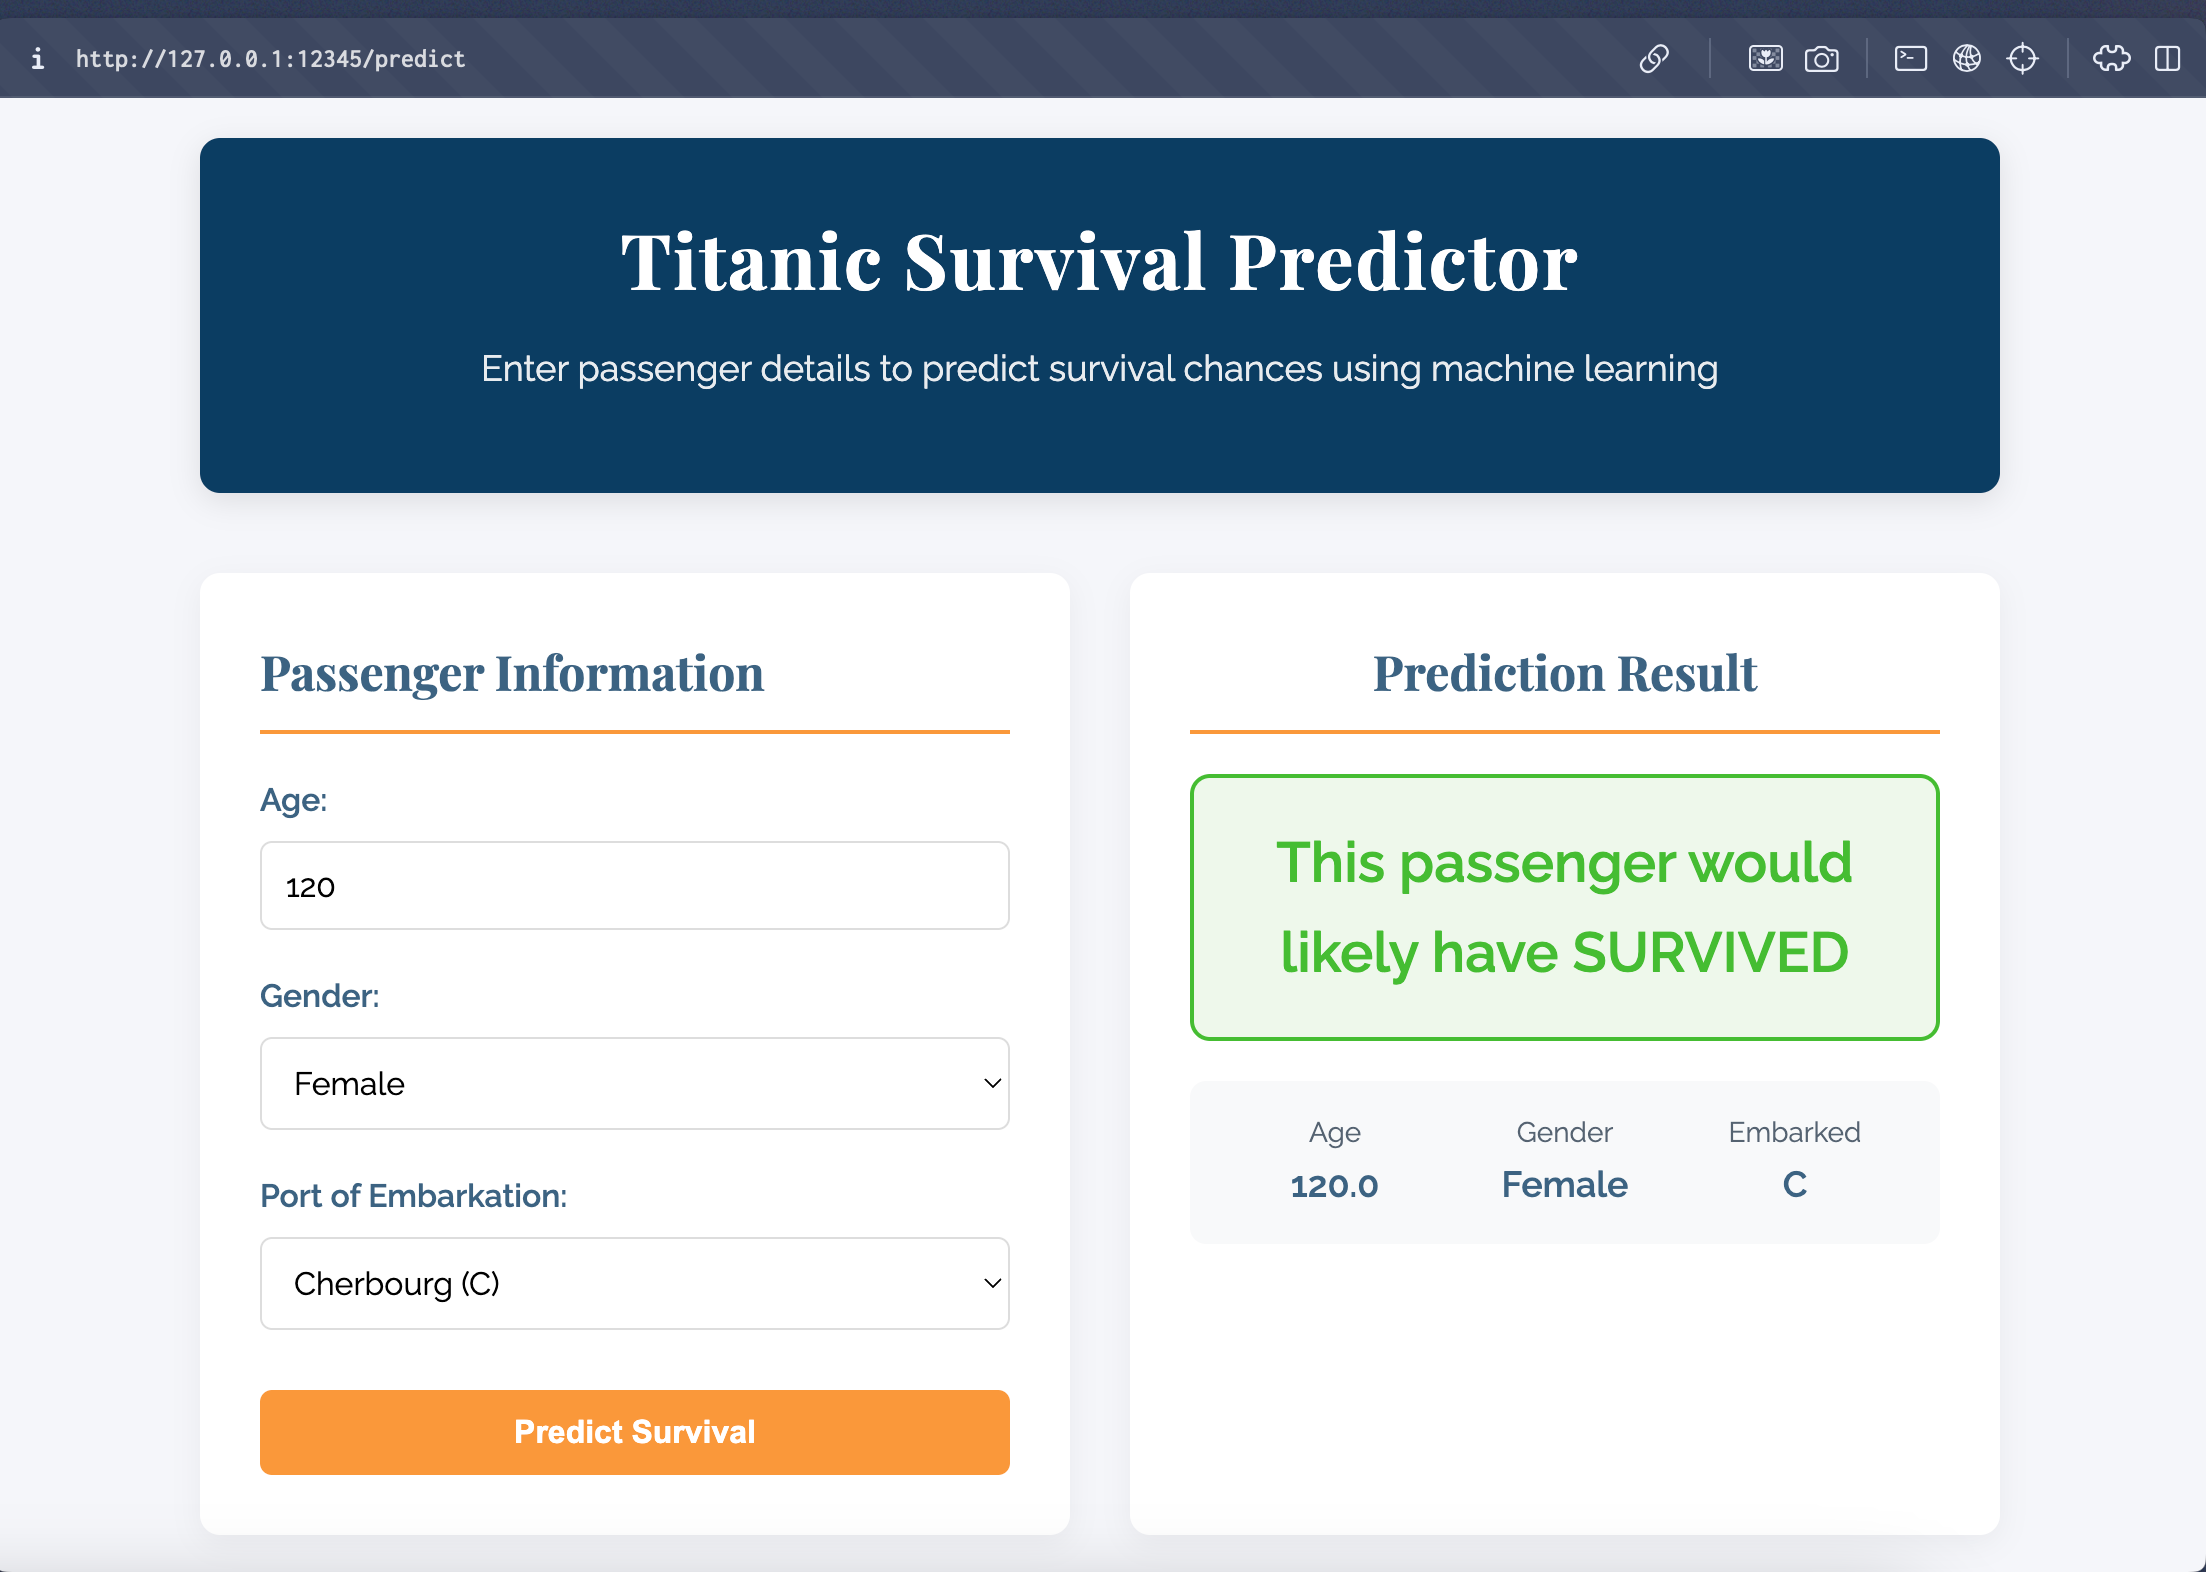 http://127.0.0.1:12345/predict
Titanic Survival Predictor
Enter passenger details to predict survival chances using machine learning
Passenger Information
Age:
120
Gender:
Female
Port of Embarkation:
Cherbourg (C)
Predict Survival
Prediction Result
This passenger would
likely have SURVIVED
Age Gender Embarked
120.0 Female C